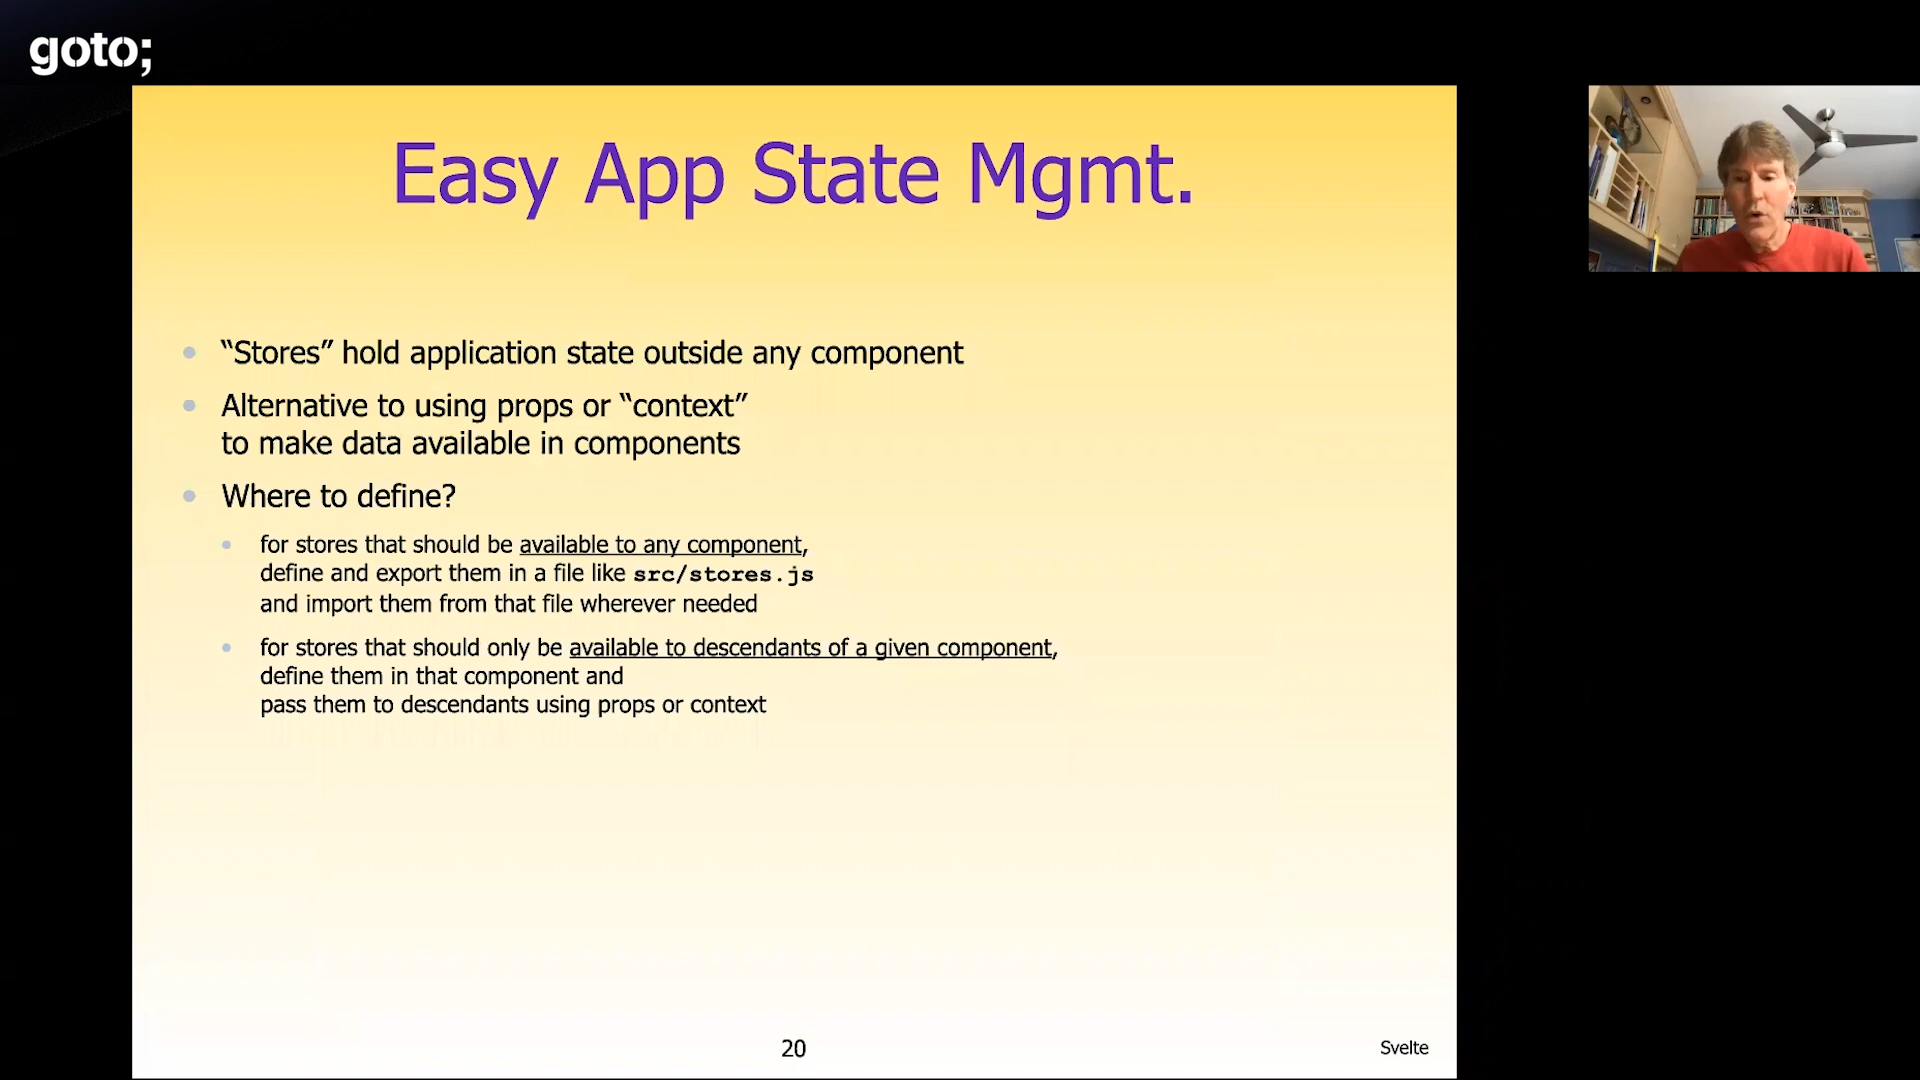 goto;
Easy App State Mgmt.
“Stores” hold application state outside any component
Alternative to using props or “context”
to make data available in components
Where to define?
for stores that should be available to any component,
define and export them in a file like src/stores.js
and import them from that file wherever needed
for stores that should only be available to descendants of a given component,
define them in that component and
pass them to descendants using props or context
20
Svelte